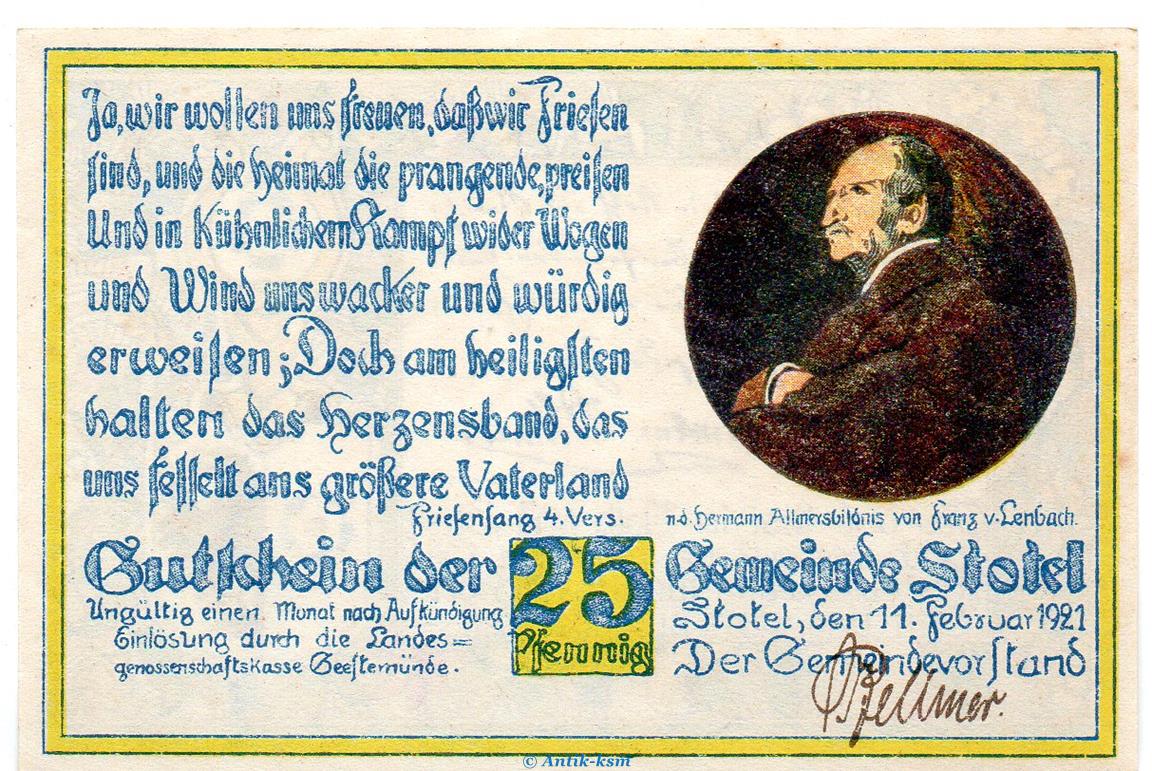 Ja, wir wollen uns freuen, daß wir Friesen
sind, und die Heimat die prangende, preisen
Und in Kühnlichem Kampf wider Wogen
und Wind uns wacker und würdig
erweisen; Doch am heiligsten
halten das Herzensband, das
uns fesselt ans größere Vaterland
Friesensang 4. Vers.
n.d. Hermann Allmersbildnis von Franz v. Lenbach.
Gutschein der 25 Gemeinde Stotel
Pfennig
Ungültig einen Monat nach Aufkündigung
Einlösung durch die Landes=
genossenschaftskasse Geestemünde.
Stotel, den 11. Februar 1921
Der Gemeindevorstand
© Antik-ksm